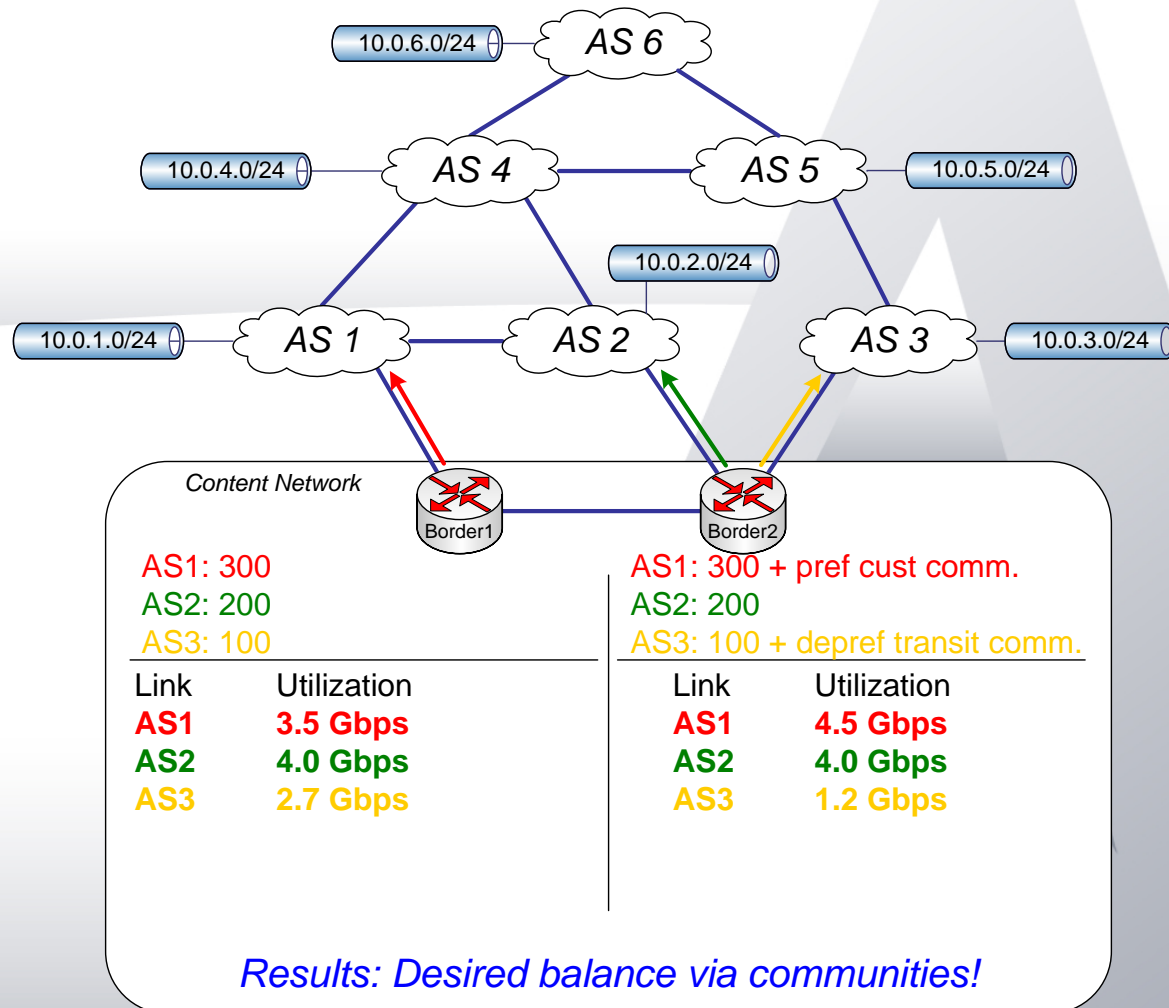 10.0.6.0/24
AS 6
10.0.4.0/24
AS 4
AS 5
10.0.5.0/24
10.0.2.0/24
10.0.1.0/24
AS 1
AS 2
AS 3
10.0.3.0/24
Content Network
Border1
Border2
AS1: 300
AS2: 200
AS3: 100
Link Utilization
AS1 3.5 Gbps
AS2 4.0 Gbps
AS3 2.7 Gbps
AS1: 300 + pref cust comm.
AS2: 200
AS3: 100 + depref transit comm.
Link Utilization
AS1 4.5 Gbps
AS2 4.0 Gbps
AS3 1.2 Gbps
Results: Desired balance via communities!